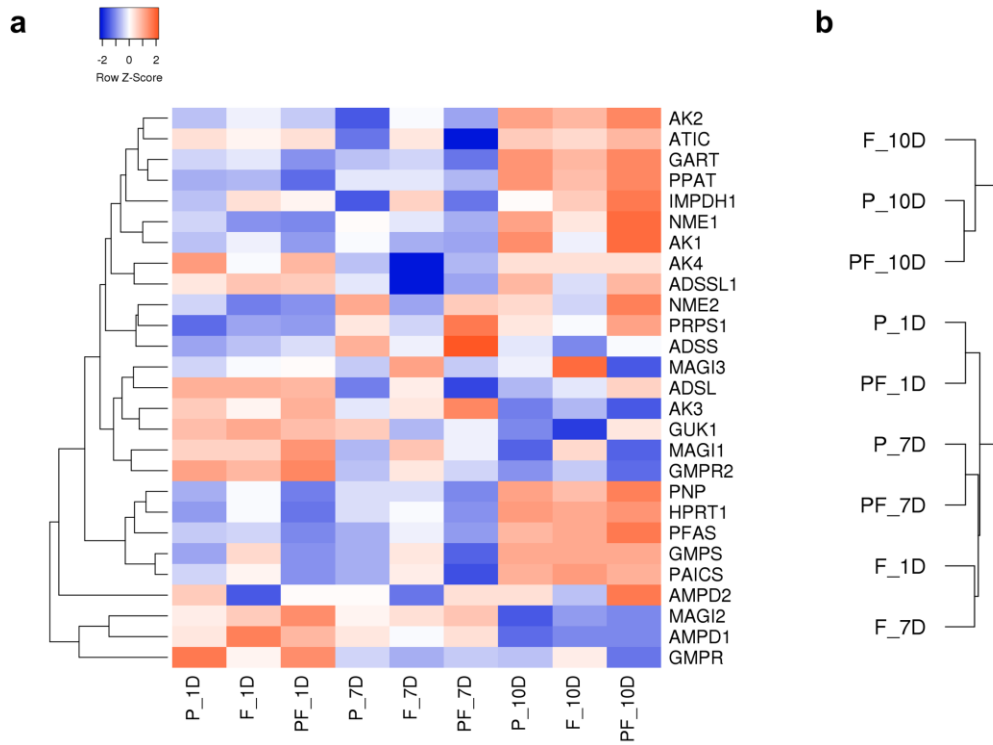 a
b
-2 0 2
Row Z-Score
AK2
ATIC
GART
PPAT
IMPDH1
NME1
AK1
AK4
ADSSL1
NME2
PRPS1
ADSS
MAGI3
ADSL
AK3
GUK1
MAGI1
GMPR2
PNP
HPRT1
PFAS
GMPS
PAICS
AMPD2
MAGI2
AMPD1
GMPR
P_1D
F_1D
PF_1D
P_7D
F_7D
PF_7D
P_10D
F_10D
PF_10D
F_10D
P_10D
PF_10D
P_1D
PF_1D
P_7D
PF_7D
F_1D
F_7D